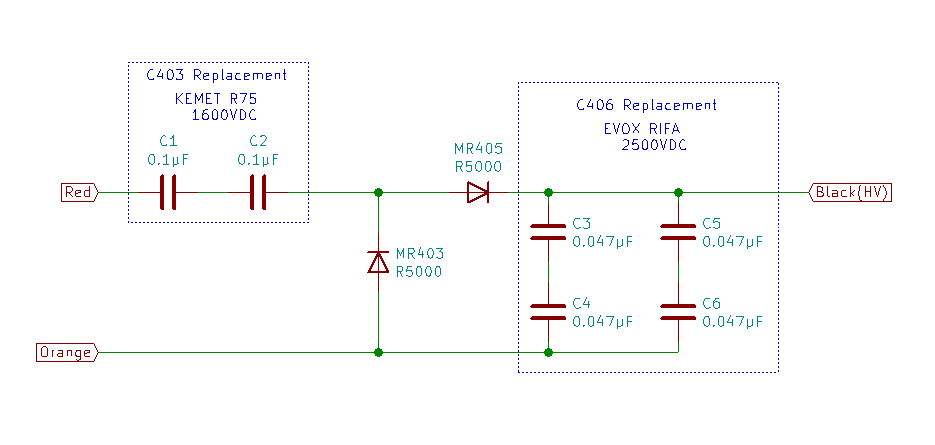 C403 Replacement
KEMET R75
1600VDC
C1
0.1µF
C2
0.1µF
C406 Replacement
EVOX RIFA
2500VDC
MR405
R5000
Red
Black(HV)
C3
0.047µF
C5
0.047µF
MR403
R5000
C4
0.047µF
C6
0.047µF
Orange